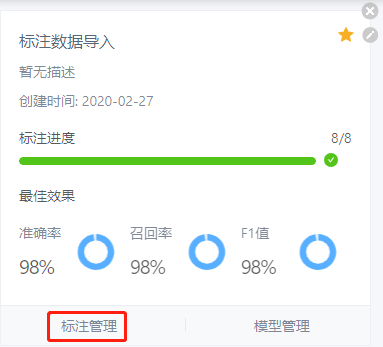 标注数据导入
暂无描述
创建时间: 2020-02-27
标注进度 8/8
最佳效果
准确率 召回率 F1值
98% 98% 98%
标注管理 模型管理